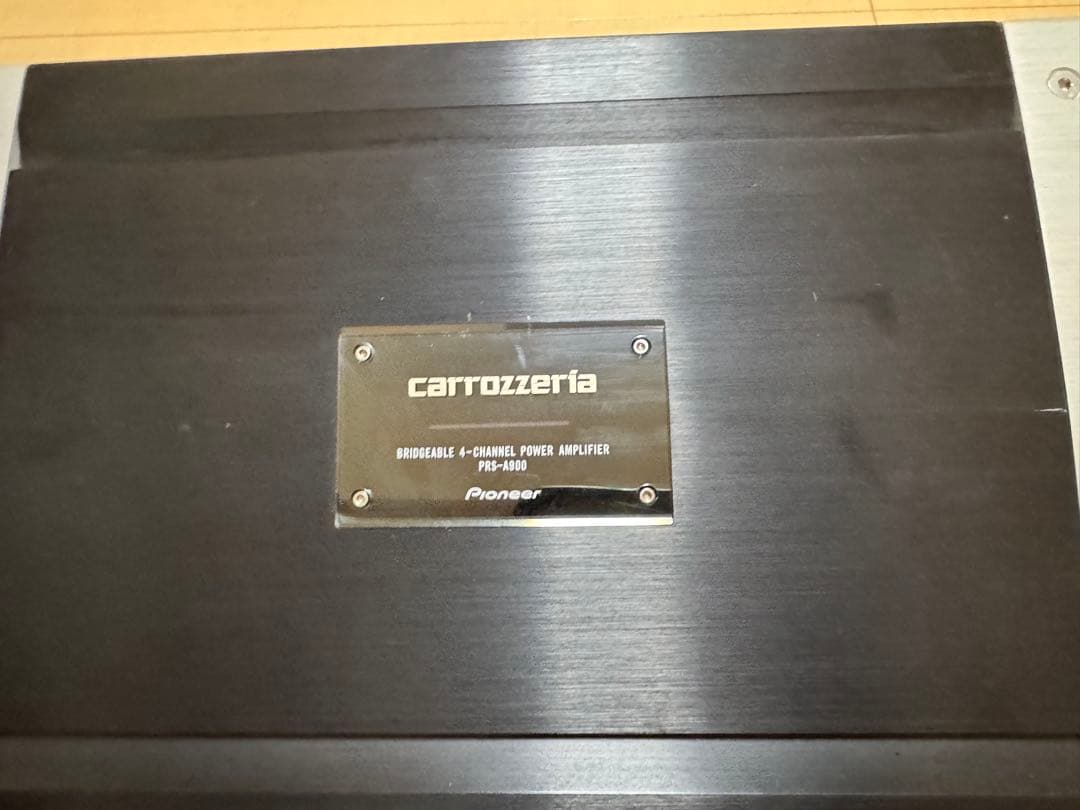 carrozzeria
BRIDGEABLE 4-CHANNEL POWER AMPLIFIER
PRS-A900
Pioneer